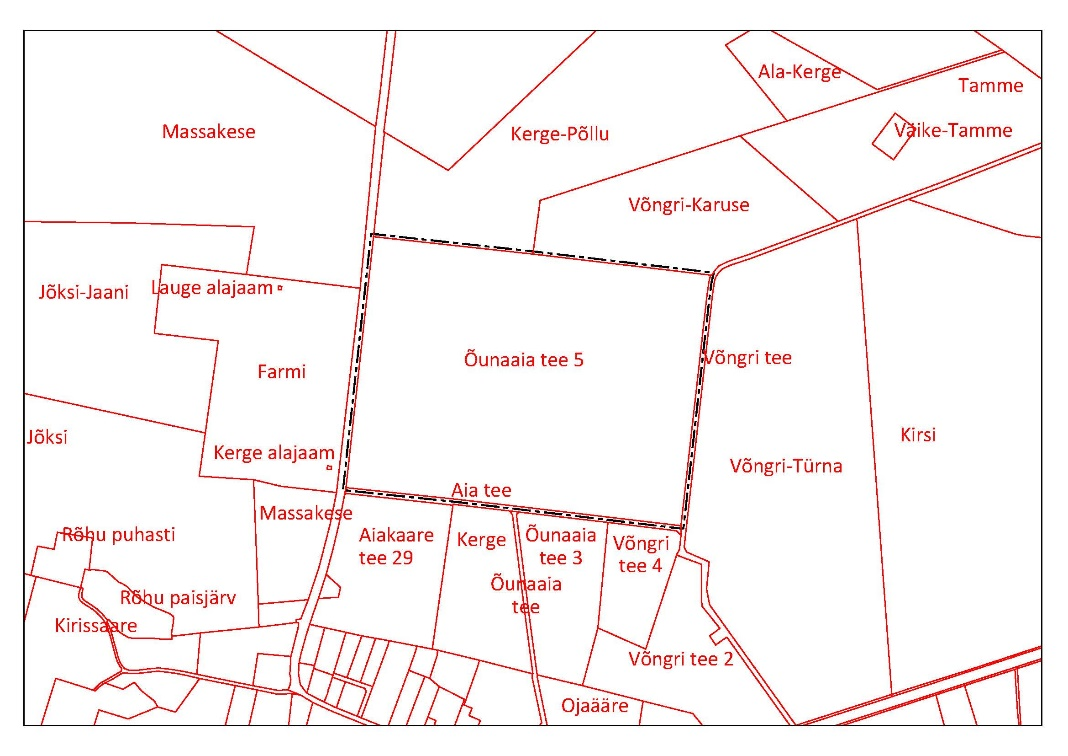 Ala-Kerge
Tamme
Massakese
Kerge-Põllu
Väike-Tamme
Võngri-Karuse
Jõksi-Jaani
Lauge alajaam
Õunaaia tee 5
Võngri tee
Farmi
Jõksi
Kirsi
Kerge alajaam
Võngri-Türna
Aia tee
Massakese
Rõhu puhasti
Aiakaare
tee 29
Kerge
Õunaaia
tee 3
Võngri
tee 4
Õunaaia
tee
Rõhu paisjärv
Kirissaare
Võngri tee 2
Ojaääre